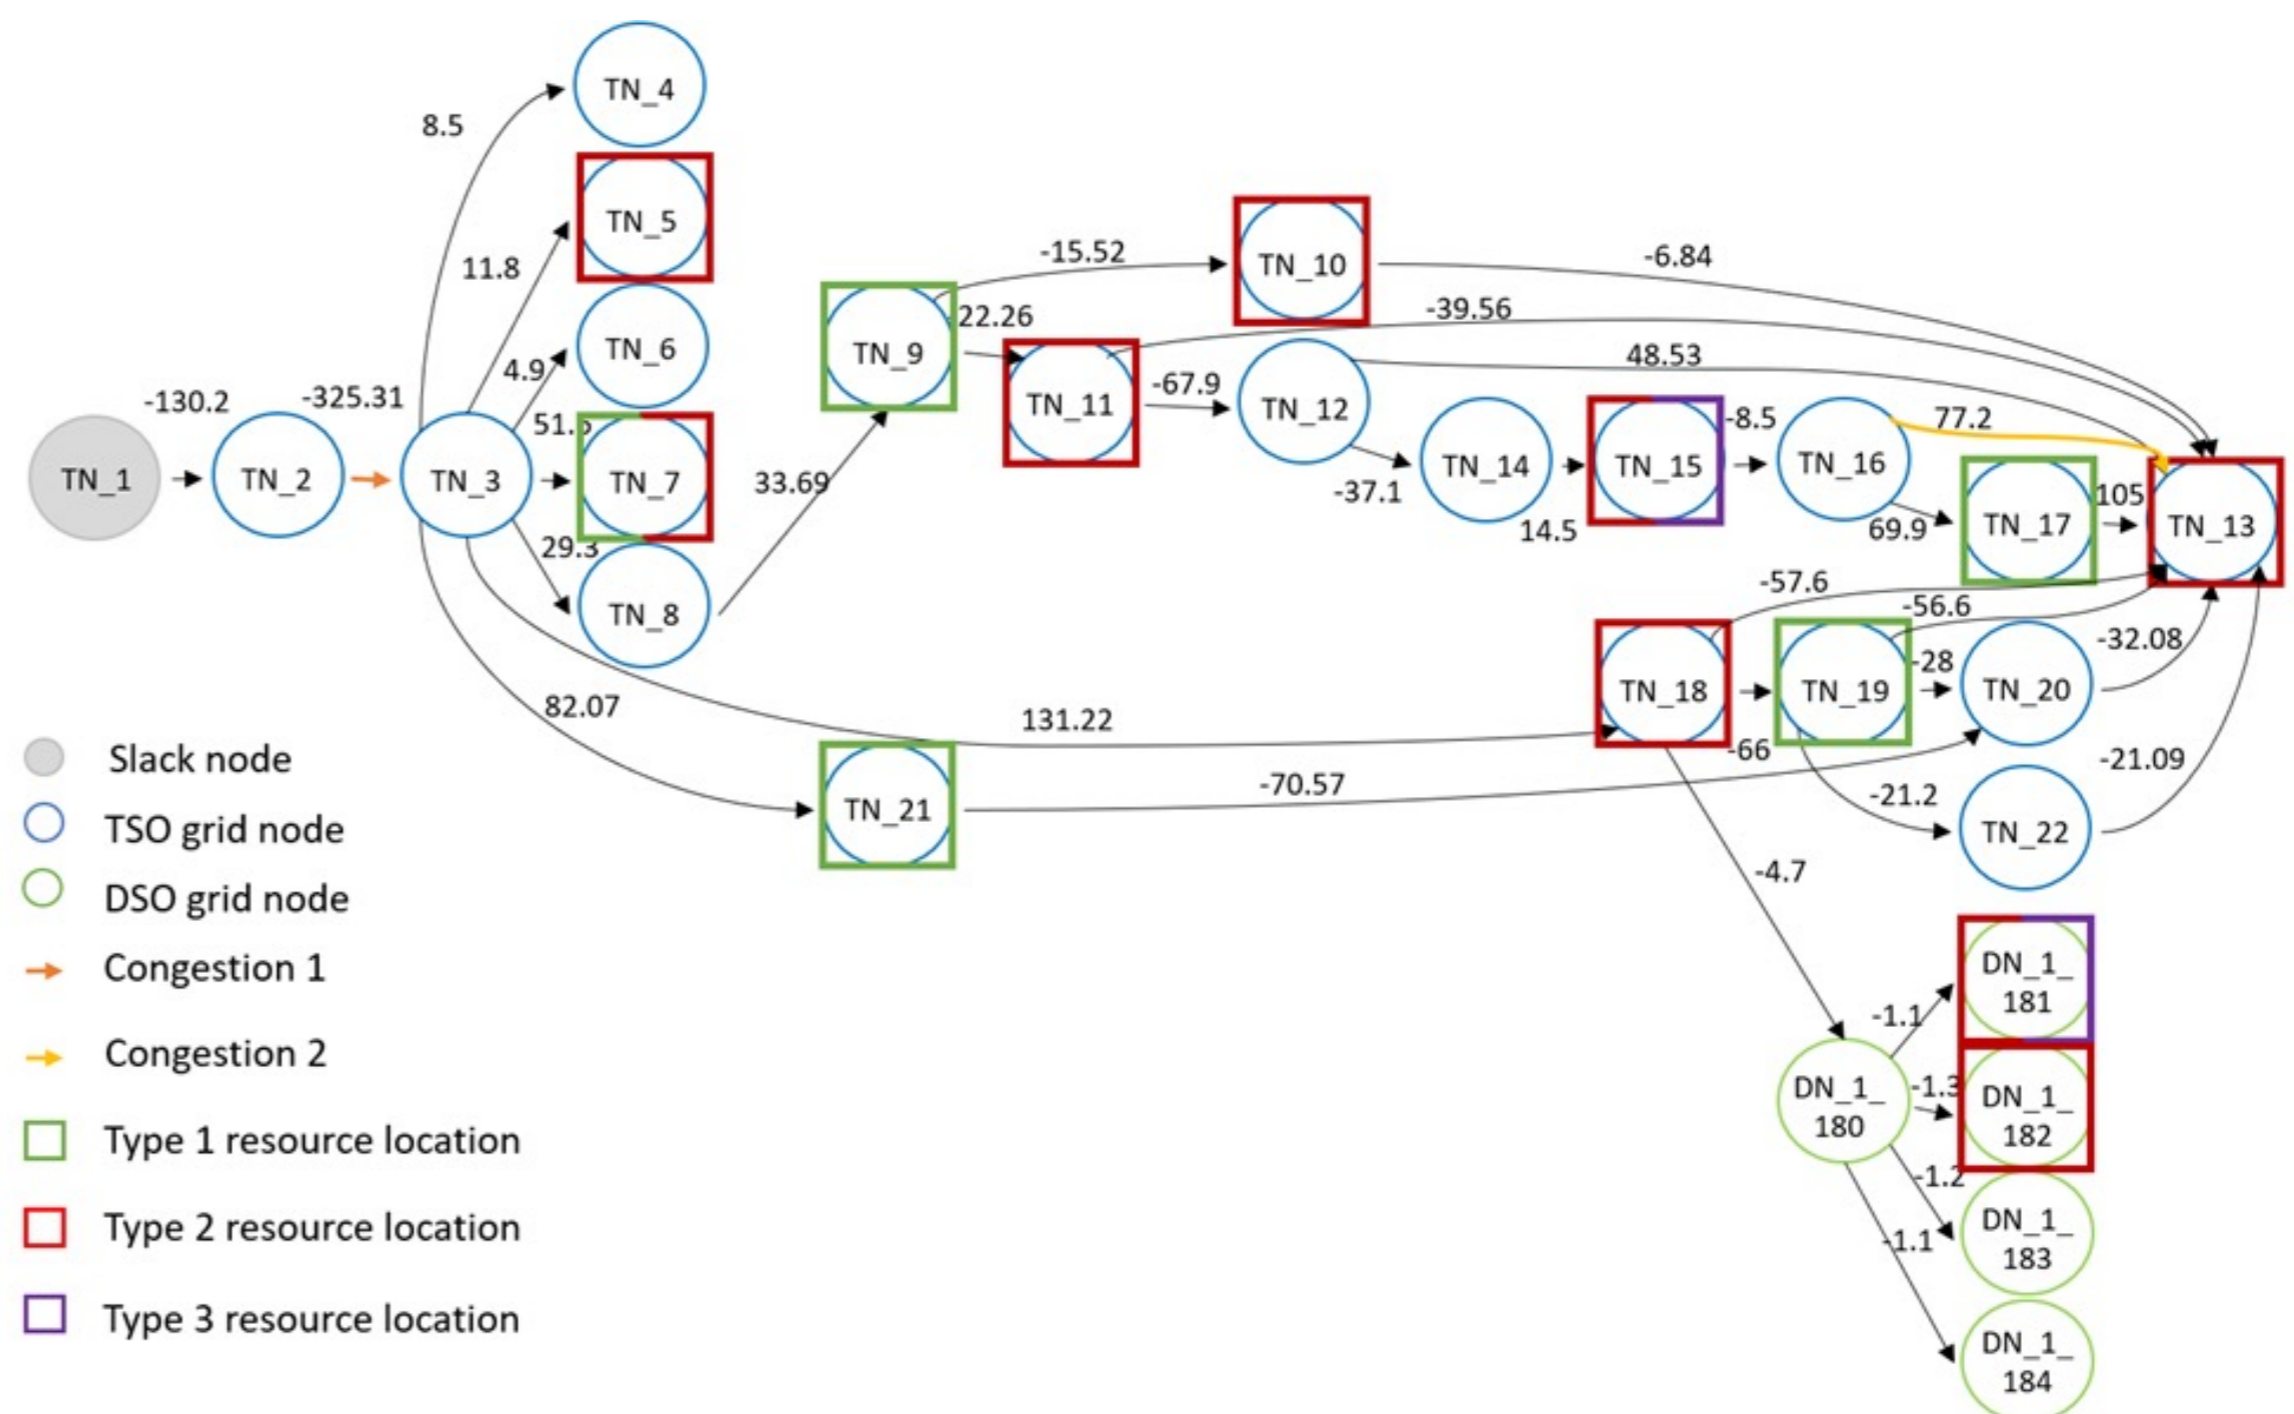 TN_4
8.5
TN_5
11.8
TN_6
4.9
-130.2
-325.31
51.5
TN_1
TN_2
TN_3
TN_7
29.3
TN_8
33.69
TN_9
-15.52
TN_10
-6.84
22.26
-39.56
TN_11
-67.9
TN_12
48.53
-37.1
TN_14
14.5
TN_15
-8.5
TN_16
77.2
69.9
TN_17
105
TN_13
-57.6
-56.6
TN_18
TN_19
-28
TN_20
-32.08
-66
82.07
131.22
TN_21
-70.57
-21.2
TN_22
-21.09
-4.7
DN_1_
180
-1.1
DN_1_
181
-1.3
DN_1_
182
-1.2
DN_1_
183
-1.1
DN_1_
184
Slack node
TSO grid node
DSO grid node
Congestion 1
Congestion 2
Type 1 resource location
Type 2 resource location
Type 3 resource location